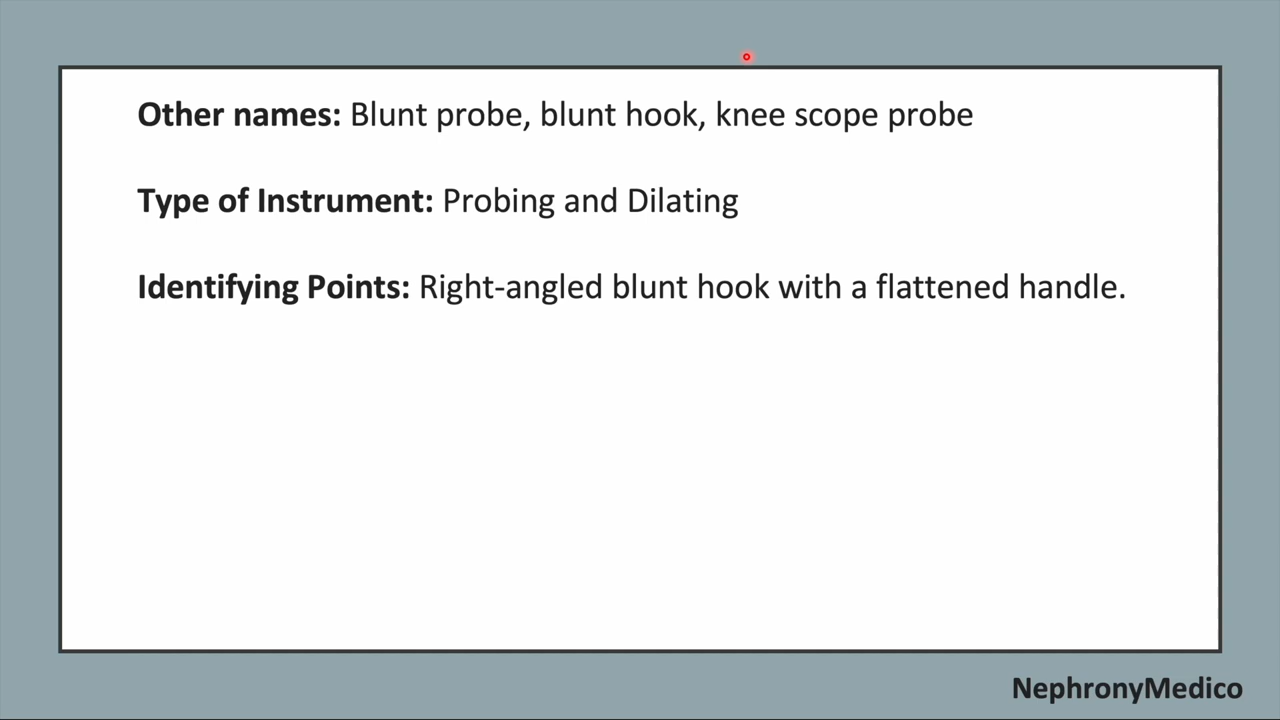 Other names: Blunt probe, blunt hook, knee scope probe
Type of Instrument: Probing and Dilating
Identifying Points: Right-angled blunt hook with a flattened handle.
NephronyMedico